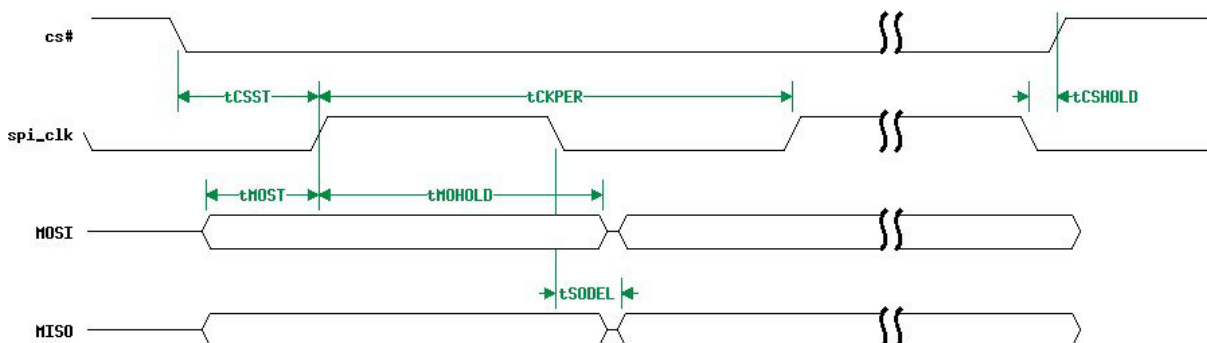 cs#
tCSST
tCKPER
tCSHOLD
spi_clk
tMOST
tMOHOLD
MOSI
tSODEL
MISO